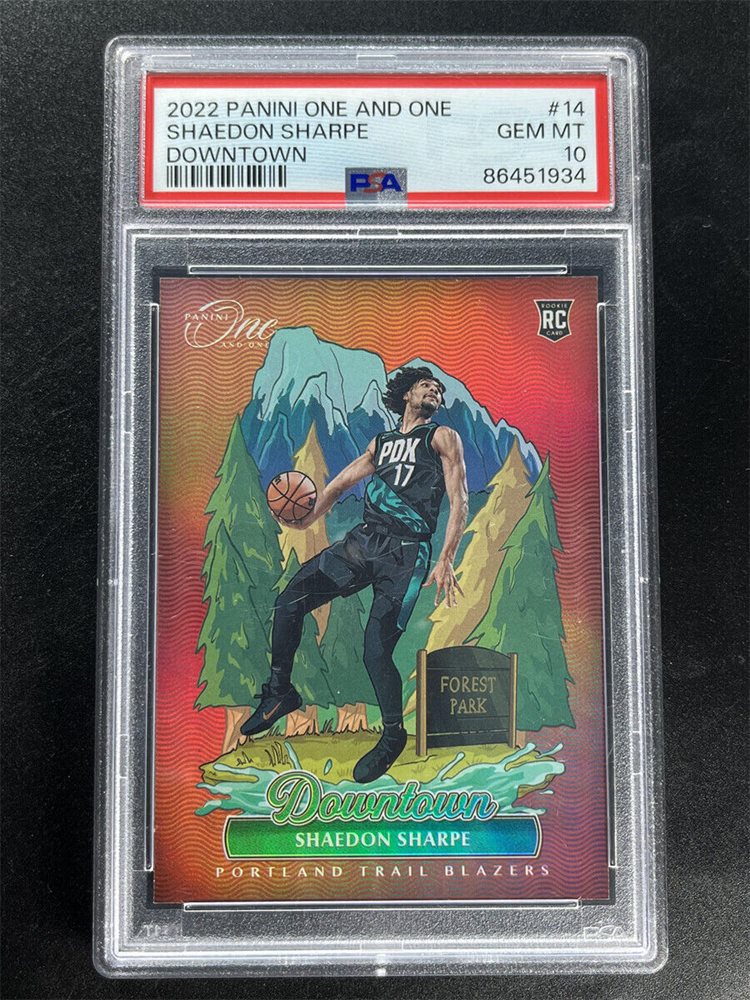 2022 PANINI ONE AND ONE #14
SHAEDON SHARPE GEM MT
DOWNTOWN 10
PSA 86451934
PANINI One AND ONE
ROOKIE
RC
CARD
PDX
17
FOREST
PARK
Downtown
SHAEDON SHARPE
PORTLAND TRAIL BLAZERS
PSA